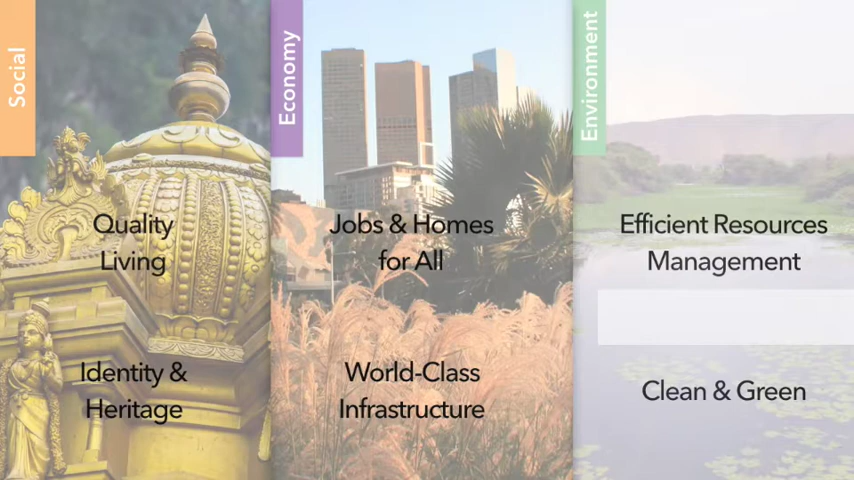 Social
Quality
Living
Identity &
Heritage
Economy
Jobs & Homes
for All
World-Class
Infrastructure
Environment
Efficient Resources
Management
Clean & Green